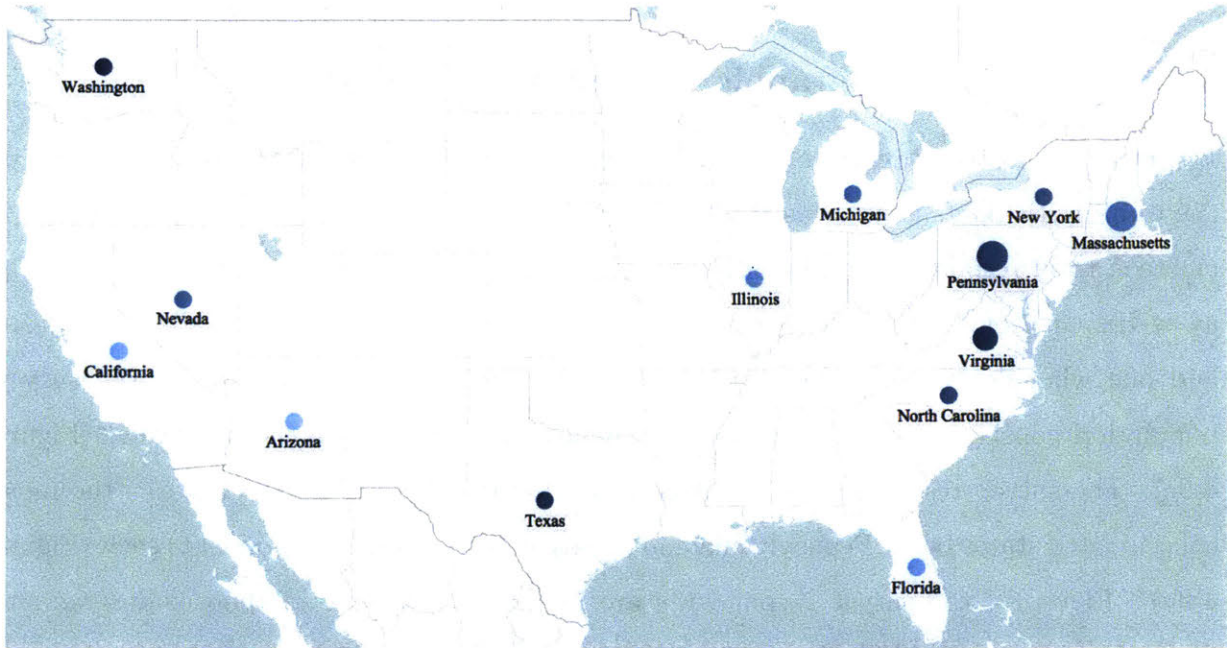 Washington
Michigan
New York
Massachusetts
Pennsylvania
Illinois
Nevada
Virginia
California
North Carolina
Arizona
Texas
Florida